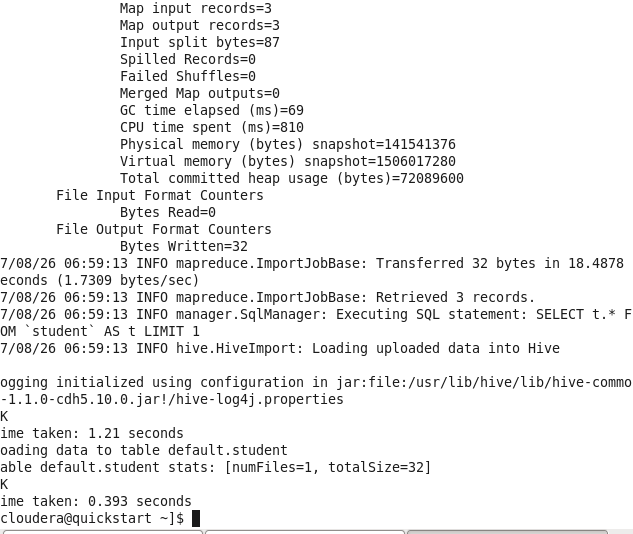 Map input records=3
Map output records=3
Input split bytes=87
Spilled Records=0
Failed Shuffles=0
Merged Map outputs=0
GC time elapsed (ms)=69
CPU time spent (ms)=810
Physical memory (bytes) snapshot=141541376
Virtual memory (bytes) snapshot=1506017280
Total committed heap usage (bytes)=72089600
File Input Format Counters
Bytes Read=0
File Output Format Counters
Bytes Written=32
7/08/26 06:59:13 INFO mapreduce.ImportJobBase: Transferred 32 bytes in 18.4878
econds (1.7309 bytes/sec)
7/08/26 06:59:13 INFO mapreduce.ImportJobBase: Retrieved 3 records.
7/08/26 06:59:13 INFO manager.SqlManager: Executing SQL statement: SELECT t.* F
OM `student` AS t LIMIT 1
7/08/26 06:59:13 INFO hive.HiveImport: Loading uploaded data into Hive
ogging initialized using configuration in jar:file:/usr/lib/hive/lib/hive-commo
-1.1.0-cdh5.10.0.jar!/hive-log4j.properties
K
ime taken: 1.21 seconds
oading data to table default.student
able default.student stats: [numFiles=1, totalSize=32]
K
ime taken: 0.393 seconds
cloudera@quickstart ~]$